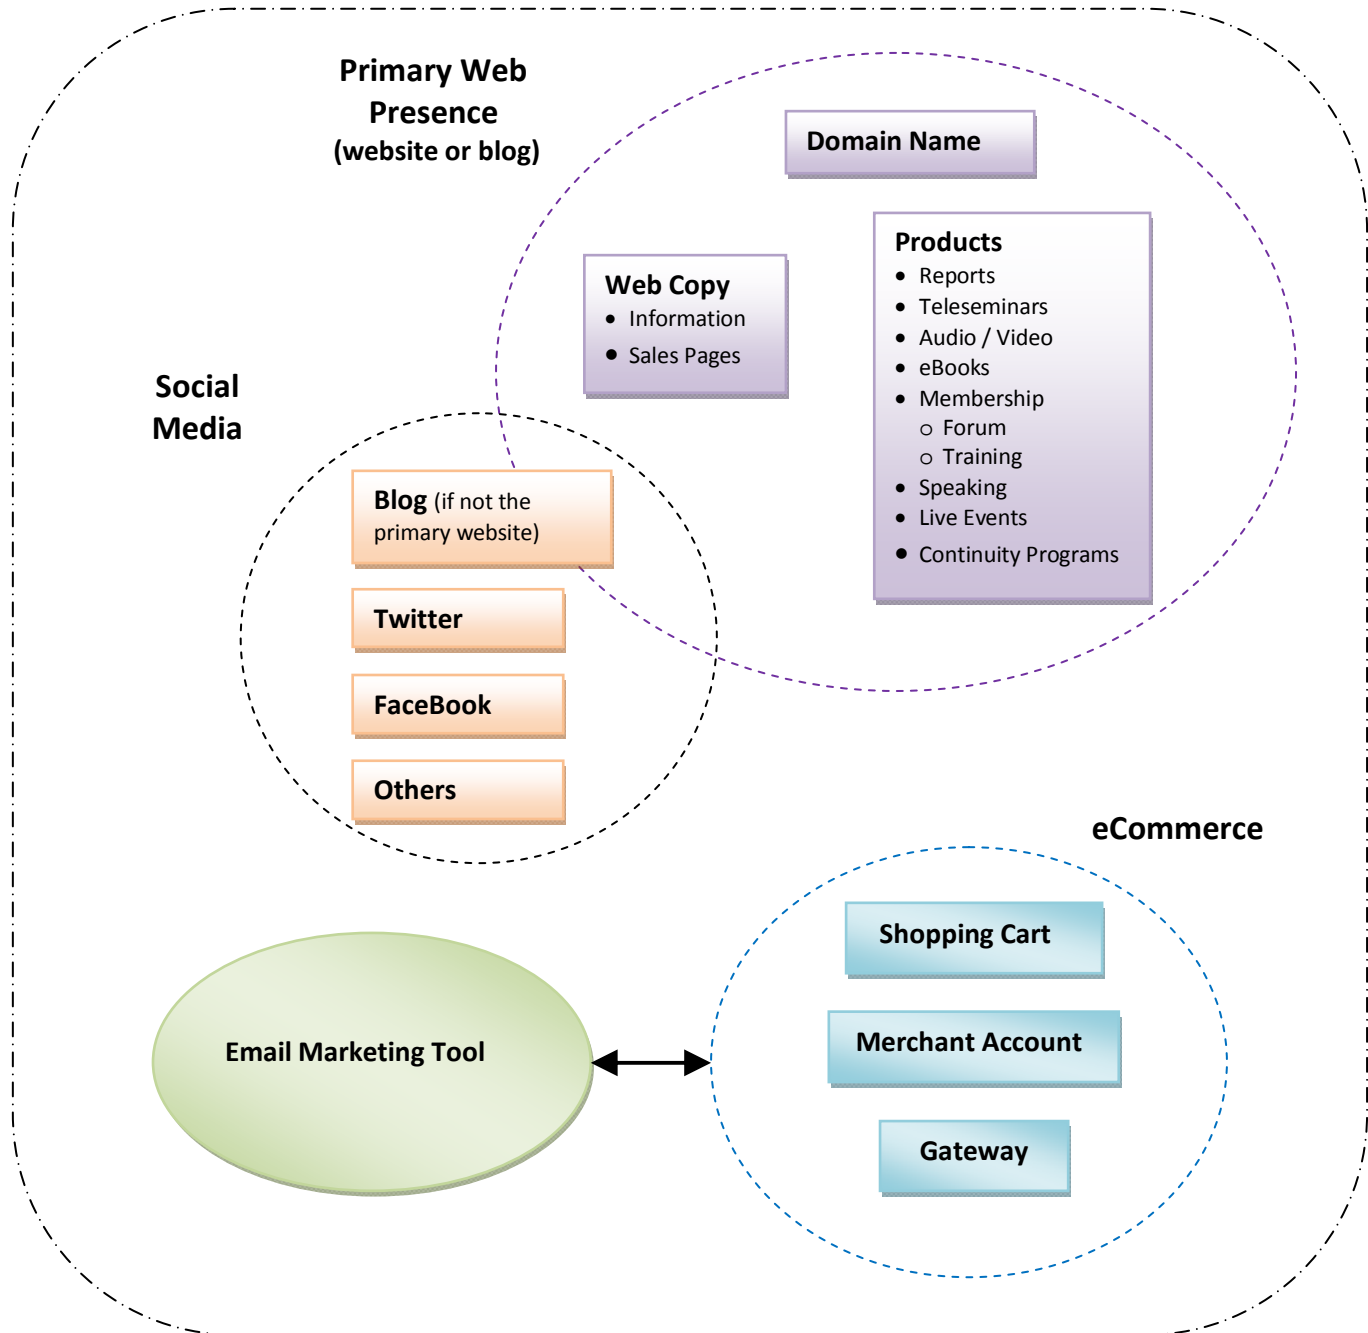 Primary Web
Presence
(website or blog)
Domain Name
Products
• Reports
• Teleseminars
• Audio / Video
• eBooks
• Membership
o Forum
o Training
• Speaking
• Live Events
• Continuity Programs
Web Copy
• Information
• Sales Pages
Social
Media
Blog (if not the
primary website)
Twitter
FaceBook
Others
eCommerce
Shopping Cart
Merchant Account
Gateway
Email Marketing Tool